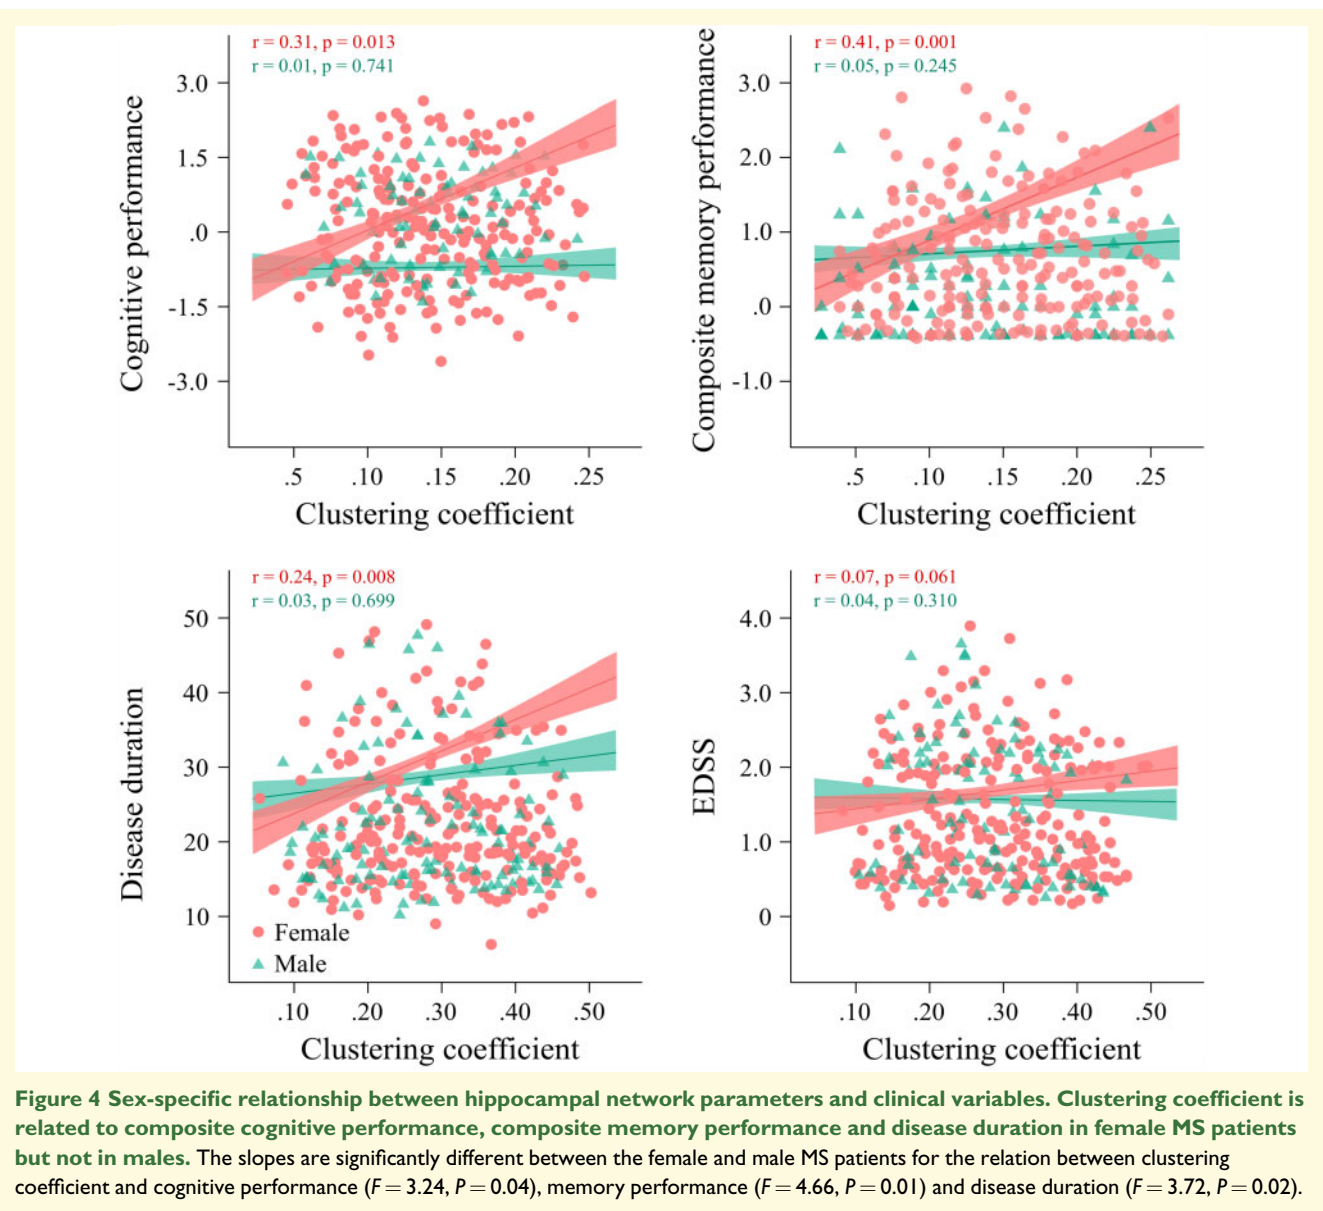 r = 0.31, p = 0.013
r = 0.01, p = 0.741
3.0
1.5
.0
-1.5
-3.0
Cognitive performance
.5 .10 .15 .20 .25
Clustering coefficient
r = 0.41, p = 0.001
r = 0.05, p = 0.245
3.0
2.0
1.0
.0
-1.0
Composite memory performance
.5 .10 .15 .20 .25
Clustering coefficient
r = 0.24, p = 0.008
r = 0.03, p = 0.699
50
40
30
20
10
Disease duration
Female
Male
.10 .20 .30 .40 .50
Clustering coefficient
r = 0.07, p = 0.061
r = 0.04, p = 0.310
4.0
3.0
2.0
1.0
0
EDSS
.10 .20 .30 .40 .50
Clustering coefficient
Figure 4 Sex-specific relationship between hippocampal network parameters and clinical variables. Clustering coefficient is
related to composite cognitive performance, composite memory performance and disease duration in female MS patients
but not in males. The slopes are significantly different between the female and male MS patients for the relation between clustering
coefficient and cognitive performance (F = 3.24, P = 0.04), memory performance (F = 4.66, P = 0.01) and disease duration (F = 3.72, P = 0.02).